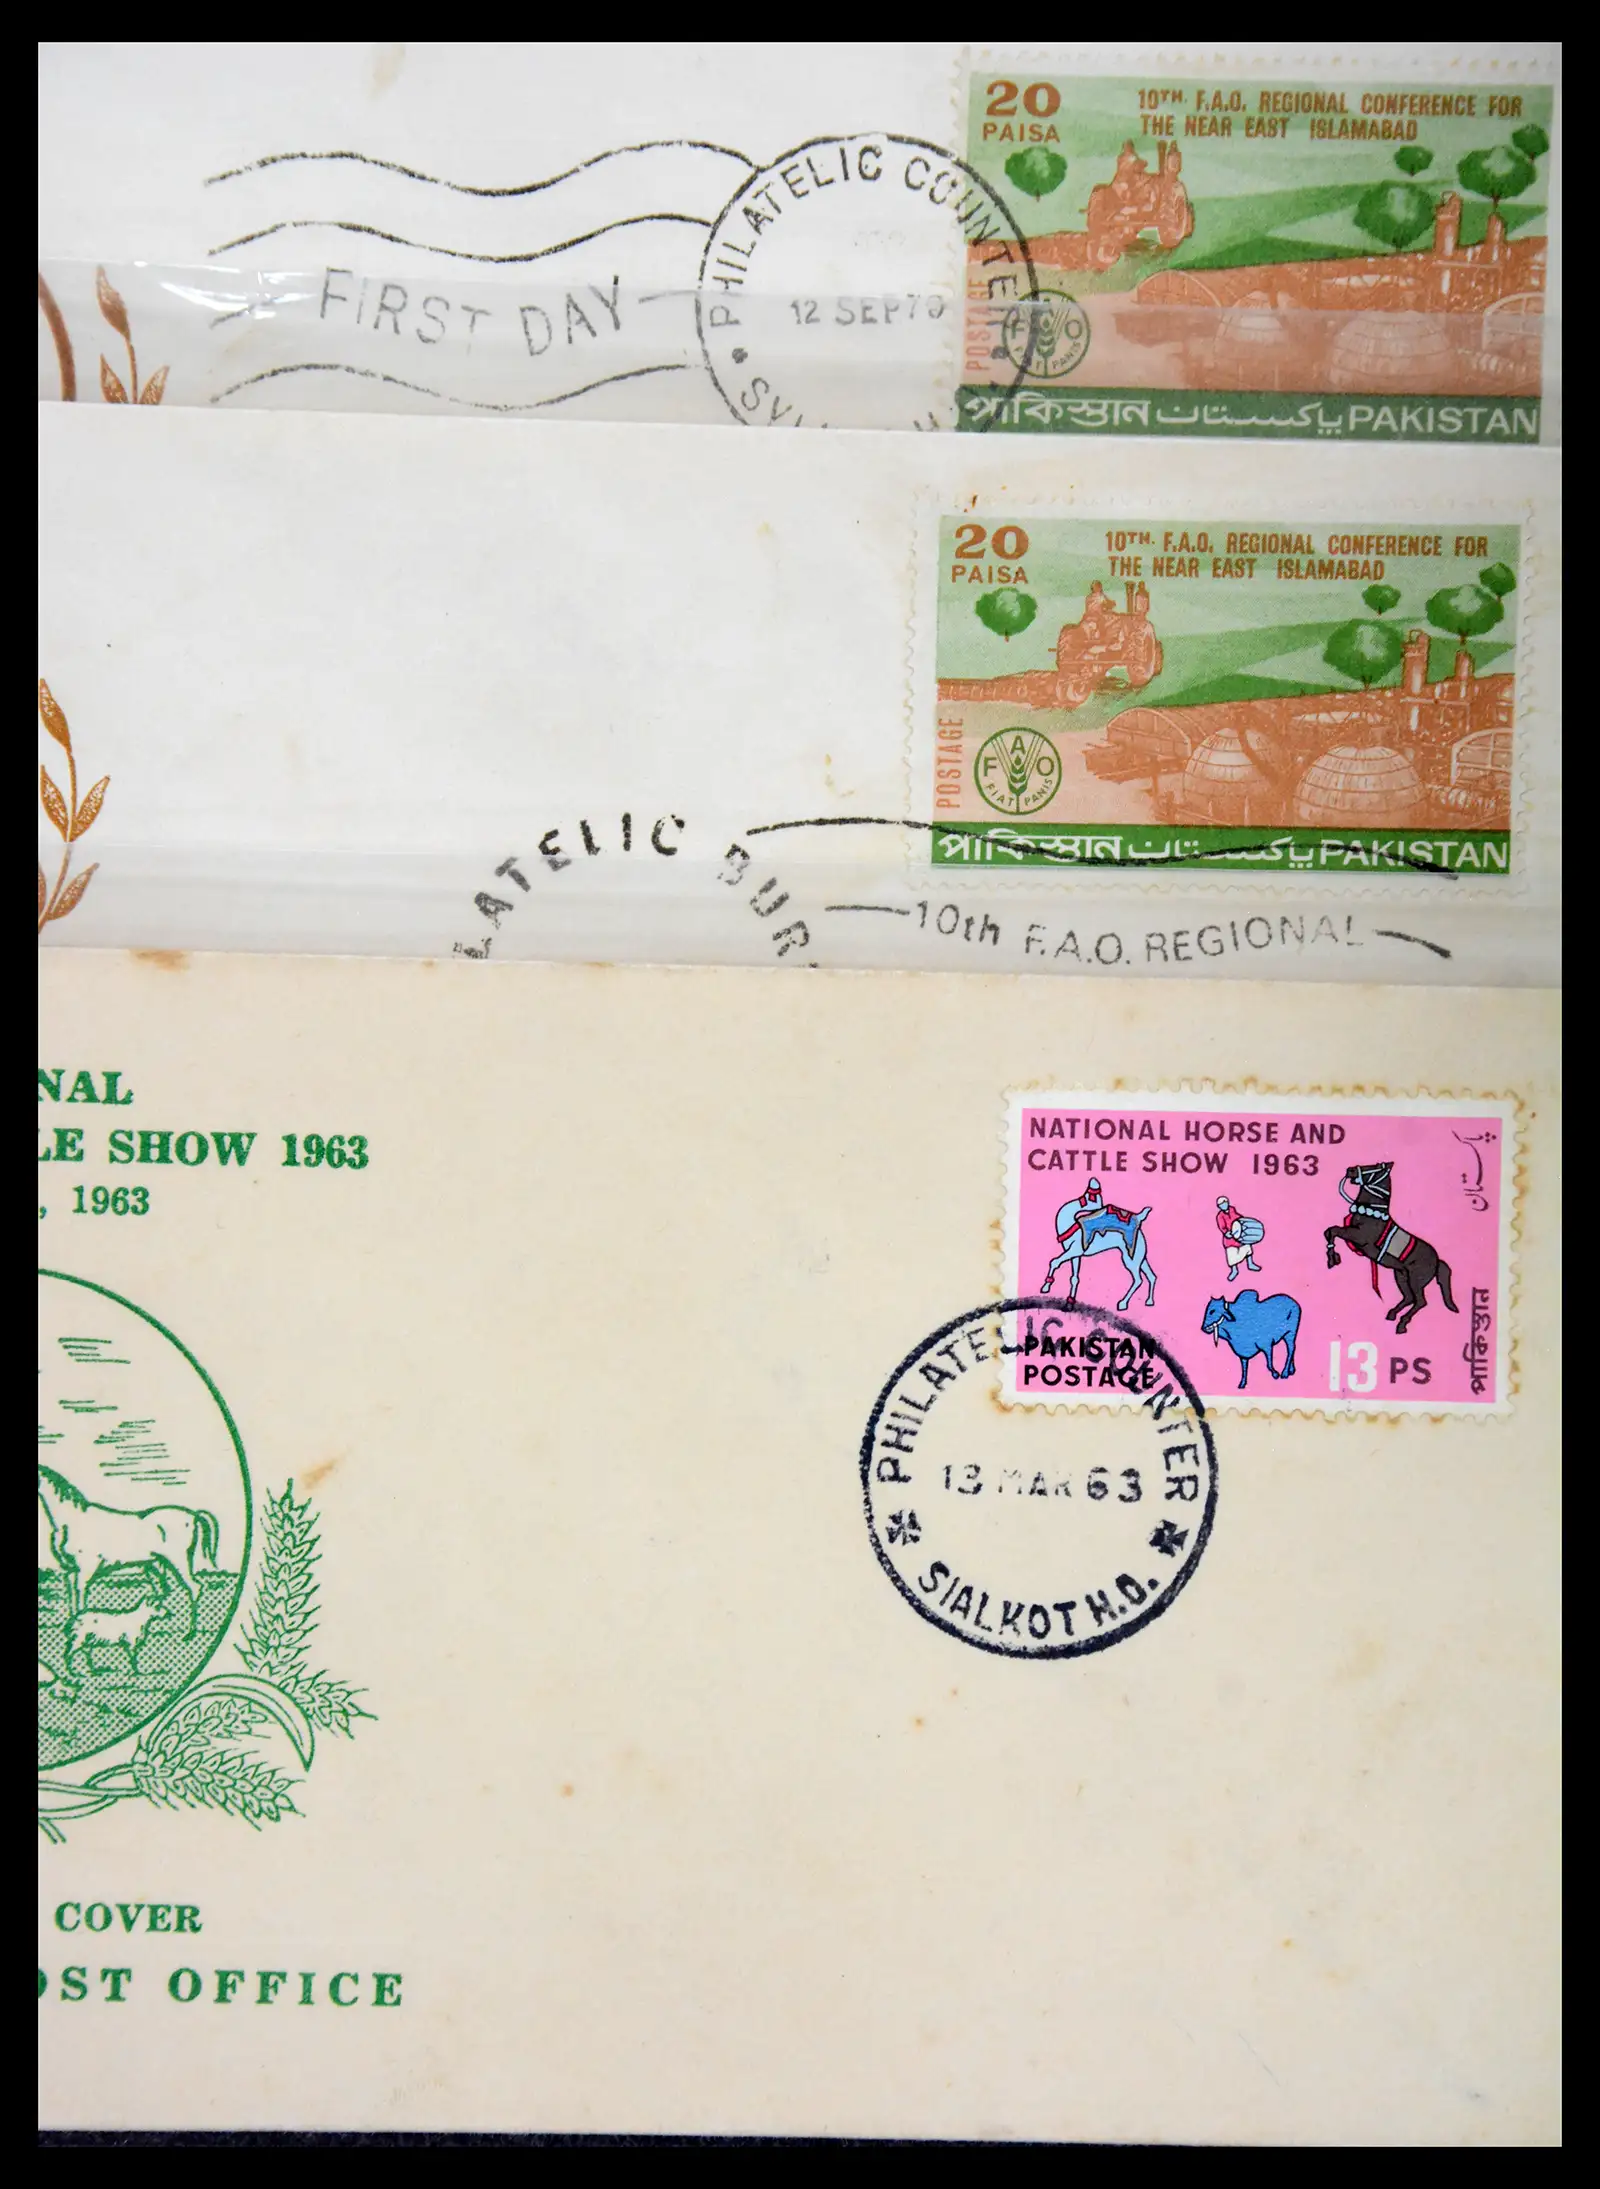 20
PAISA
10TH. F.A.O. REGIONAL CONFERENCE FOR
THE NEAR EAST ISLAMABAD
POSTAGE
F A O
FIAT PANIS
পাকিস্তান پاکستان PAKISTAN
FIRST DAY
PHILATELIC COUNTER
12 SEP 70
20
PAISA
10TH. F.A.O. REGIONAL CONFERENCE FOR
THE NEAR EAST ISLAMABAD
POSTAGE
F A O
FIAT PANIS
পাকিস্তান پاکستان PAKISTAN
LATELIC BUR
10th F.A.O. REGIONAL
NAL
LE SHOW 1963
, 1963
NATIONAL HORSE AND
CATTLE SHOW 1963
پاکستان
পাকিস্তান
PAKISTAN
POSTAGE
13 PS
PHILATELIC COUNTER
13 MAR 63
SIALKOT H.O.
COVER
OST OFFICE